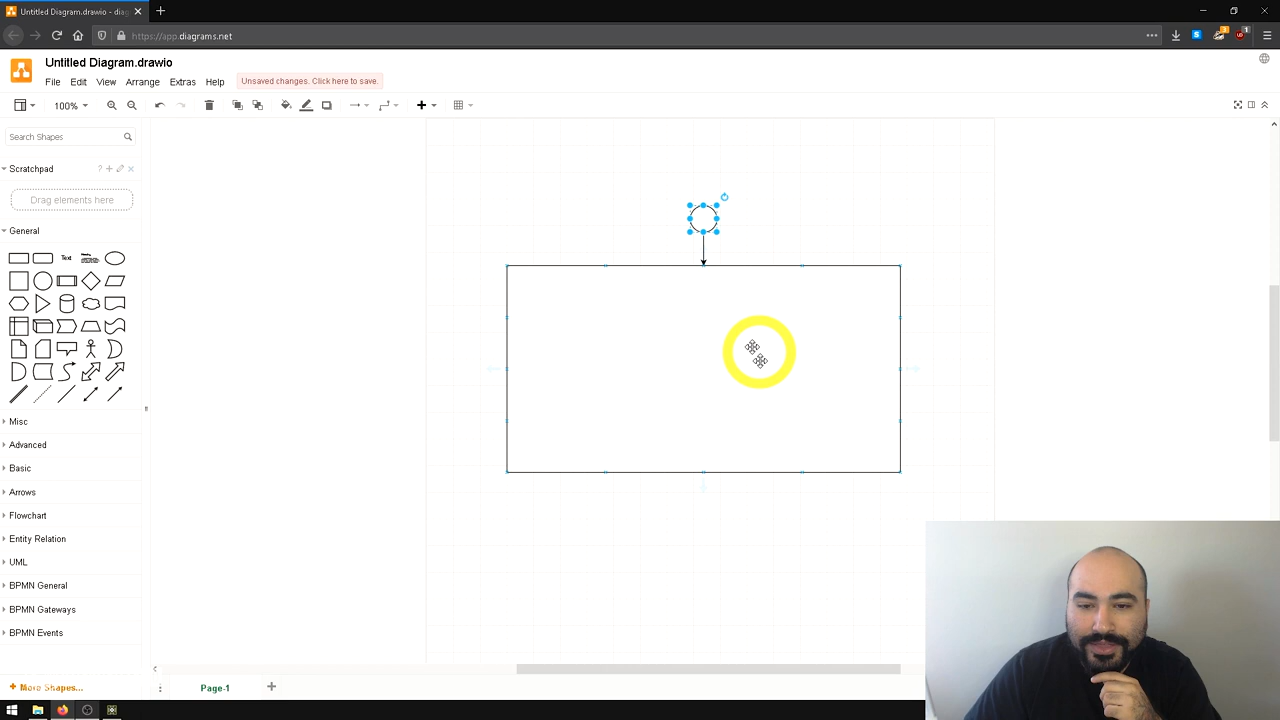 Untitled Diagram.drawio - diag
https://app.diagrams.net
Untitled Diagram.drawio
File Edit View Arrange Extras Help
Unsaved changes. Click here to save.
100%
Search Shapes
Scratchpad
Drag elements here
General
Text
Misc
Advanced
Basic
Arrows
Flowchart
Entity Relation
UML
BPMN General
BPMN Gateways
BPMN Events
More Shapes...
Page-1